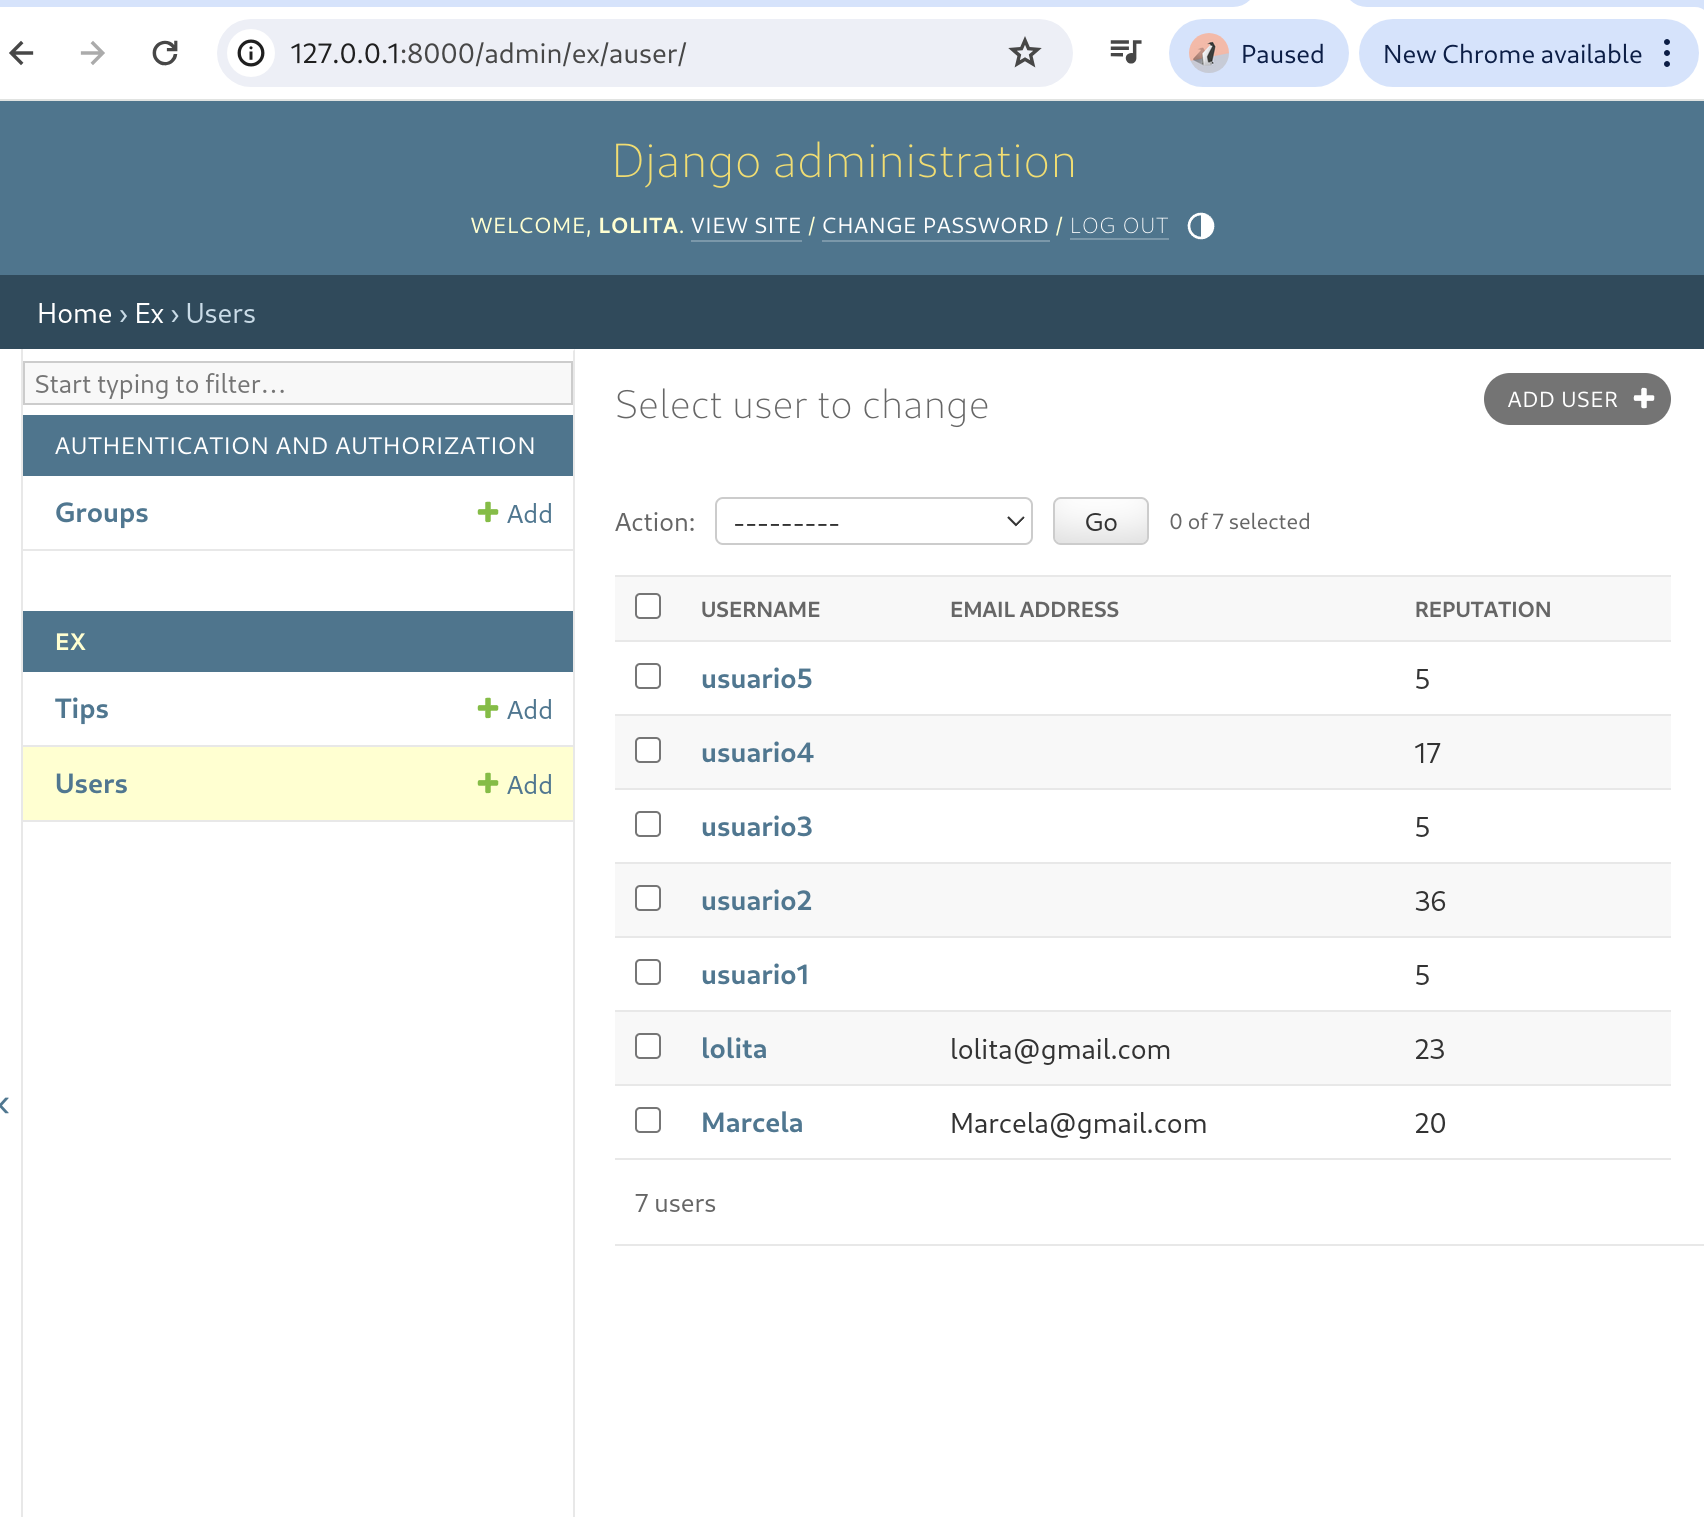 127.0.0.1:8000/admin/ex/auser/
Paused
New Chrome available
Django administration
WELCOME, LOLITA. VIEW SITE / CHANGE PASSWORD / LOG OUT
Home › Ex › Users
Start typing to filter...
AUTHENTICATION AND AUTHORIZATION
Groups + Add
EX
Tips + Add
Users + Add
Select user to change
ADD USER +
Action: --------- Go 0 of 7 selected
USERNAME EMAIL ADDRESS REPUTATION
usuario5 5
usuario4 17
usuario3 5
usuario2 36
usuario1 5
lolita lolita@gmail.com 23
Marcela Marcela@gmail.com 20
7 users